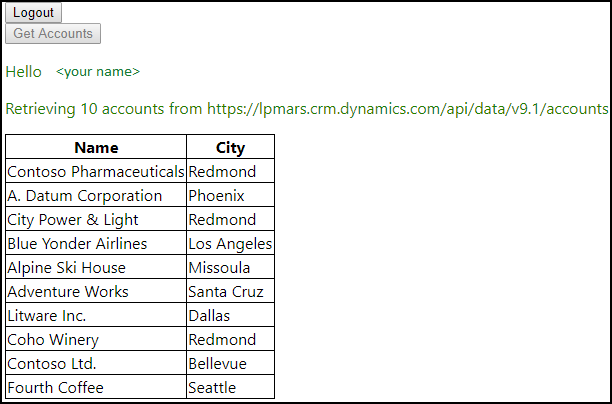 Logout
Get Accounts
Hello <your name>
Retrieving 10 accounts from https://lpmars.crm.dynamics.com/api/data/v9.1/accounts
Name City
Contoso Pharmaceuticals Redmond
A. Datum Corporation Phoenix
City Power & Light Redmond
Blue Yonder Airlines Los Angeles
Alpine Ski House Missoula
Adventure Works Santa Cruz
Litware Inc. Dallas
Coho Winery Redmond
Contoso Ltd. Bellevue
Fourth Coffee Seattle